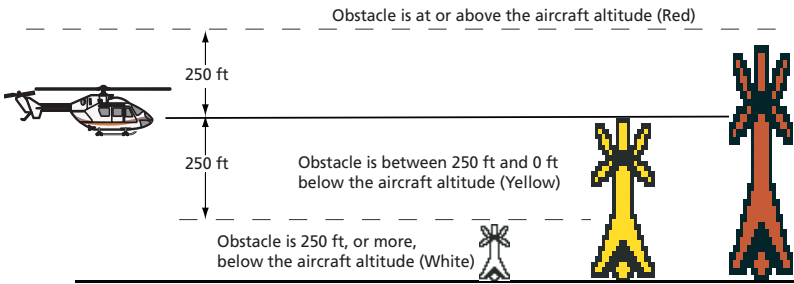 Obstacle is at or above the aircraft altitude (Red)
250 ft
250 ft
Obstacle is between 250 ft and 0 ft
below the aircraft altitude (Yellow)
Obstacle is 250 ft, or more,
below the aircraft altitude (White)